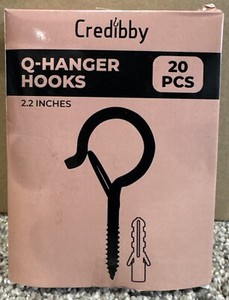 Credibby
Q-HANGER
HOOKS
20
PCS
2.2 INCHES